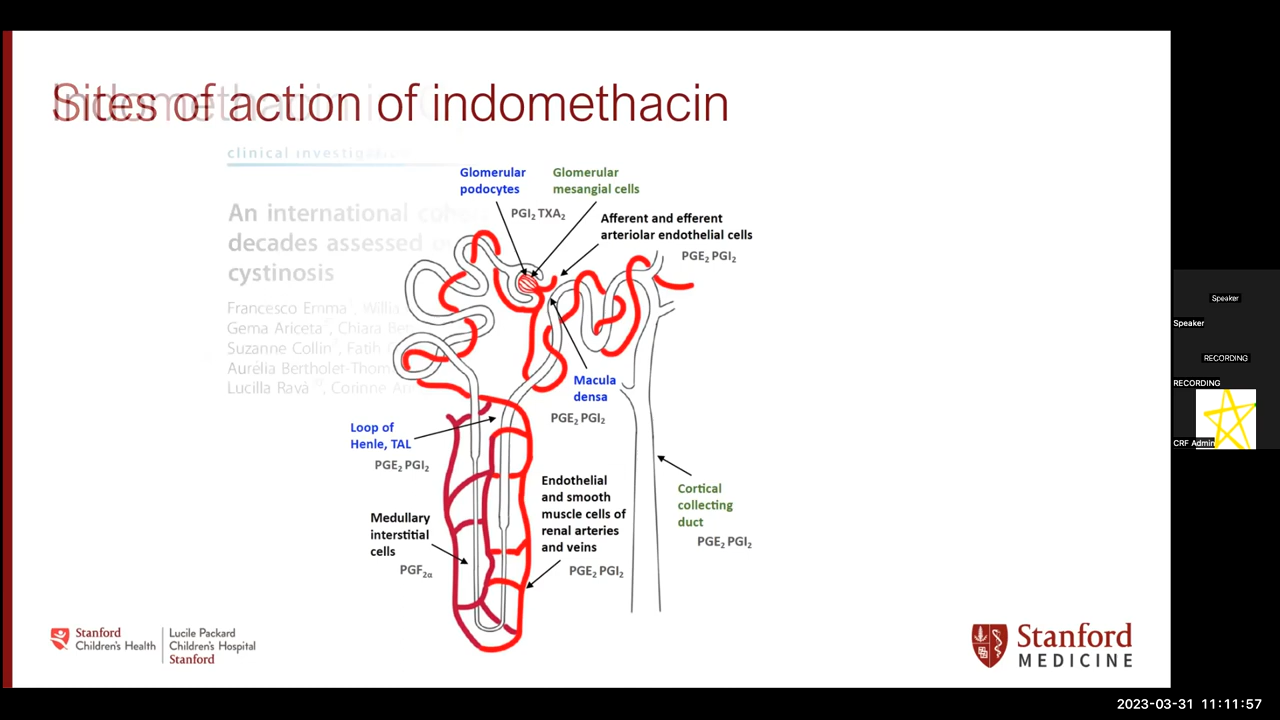 Sites of action of indomethacin
clinical investig
An international co
decades assessed
cystinosis
Francesco Emma
Gema Ariceta
Suzanne Collin
Aurélia Bertholet-Thom
Lucilla Ravà
Glomerular
podocytes
Glomerular
mesangial cells
PGI₂ TXA₂
Afferent and efferent
arteriolar endothelial cells
PGE₂ PGI₂
Macula
densa
PGE₂ PGI₂
Loop of
Henle, TAL
PGE₂ PGI₂
Endothelial
and smooth
muscle cells of
renal arteries
and veins
PGE₂ PGI₂
Cortical
collecting
duct
PGE₂ PGI₂
Medullary
interstitial
cells
PGF₂α
Stanford
Children's Health
Lucile Packard
Children's Hospital
Stanford
Stanford
MEDICINE
Speaker
Speaker
RECORDING
RECORDING
CRF Admin
2023-03-31 11:11:57